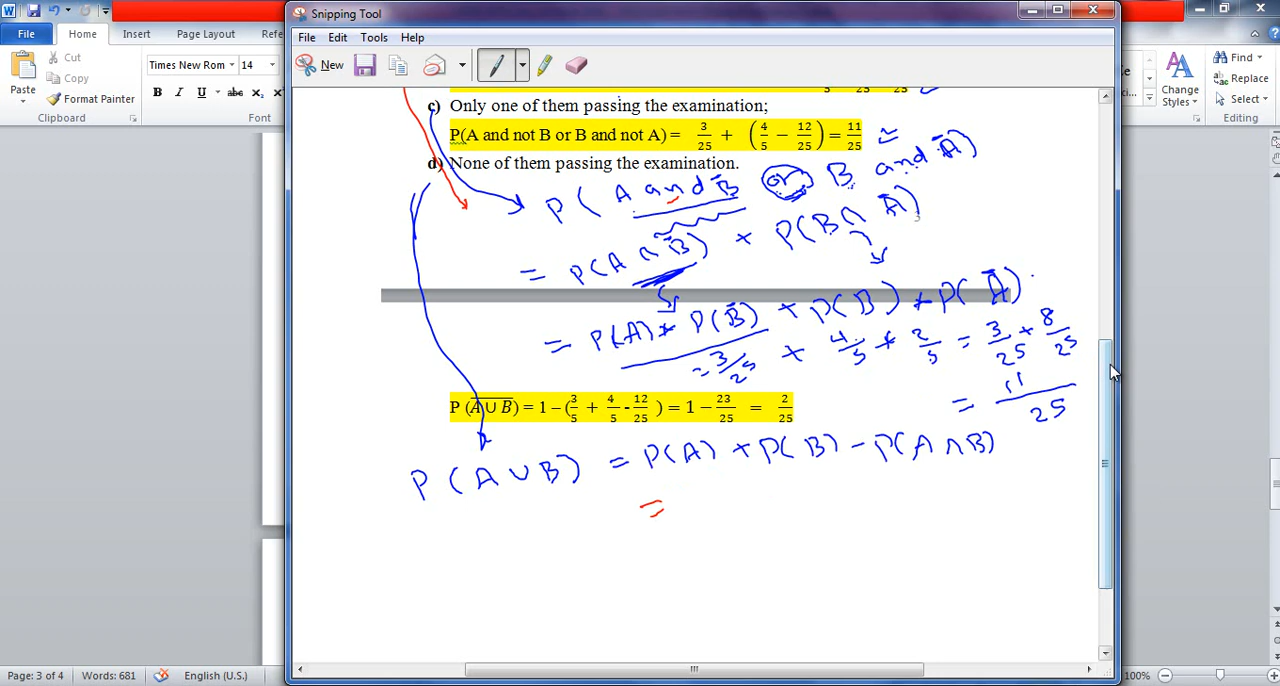 Snipping Tool
File Home Insert Page Layout Refe
File Edit Tools Help
New
Cut
Copy
Format Painter
Paste
Clipboard
Times New Rom 14
B I U abc x₂
Font
Change Styles
Find
Replace
Select
Editing
c) Only one of them passing the examination;
P(A and not B or B and not A) = 3/25 + (4/5 − 12/25) = 11/25
d) None of them passing the examination.
P ( A and B̄ or B and Ā)
= P(A ∩ B̄) + P(B ∩ Ā)
= P(A) * P(B̄) + P(B) * P(Ā)
= 3/25 + 4/5 * 2/5 = 3/25 + 8/25
= 11/25
P (A̅ ̅∪̅ ̅B̅) = 1 − (3/5 + 4/5 - 12/25) = 1 − 23/25 = 2/25
P (A ∪ B) = P(A) + P(B) − P(A ∩ B)
=
Page: 3 of 4 Words: 681 English (U.S.) 100%